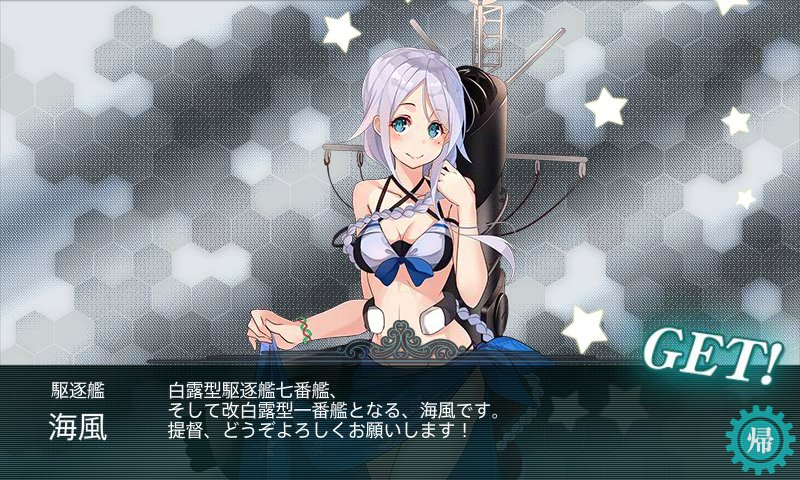 GET!
駆逐艦
海風
白露型駆逐艦七番艦、
そして改白露型一番艦となる、海風です。
提督、どうぞよろしくお願いします！
帰